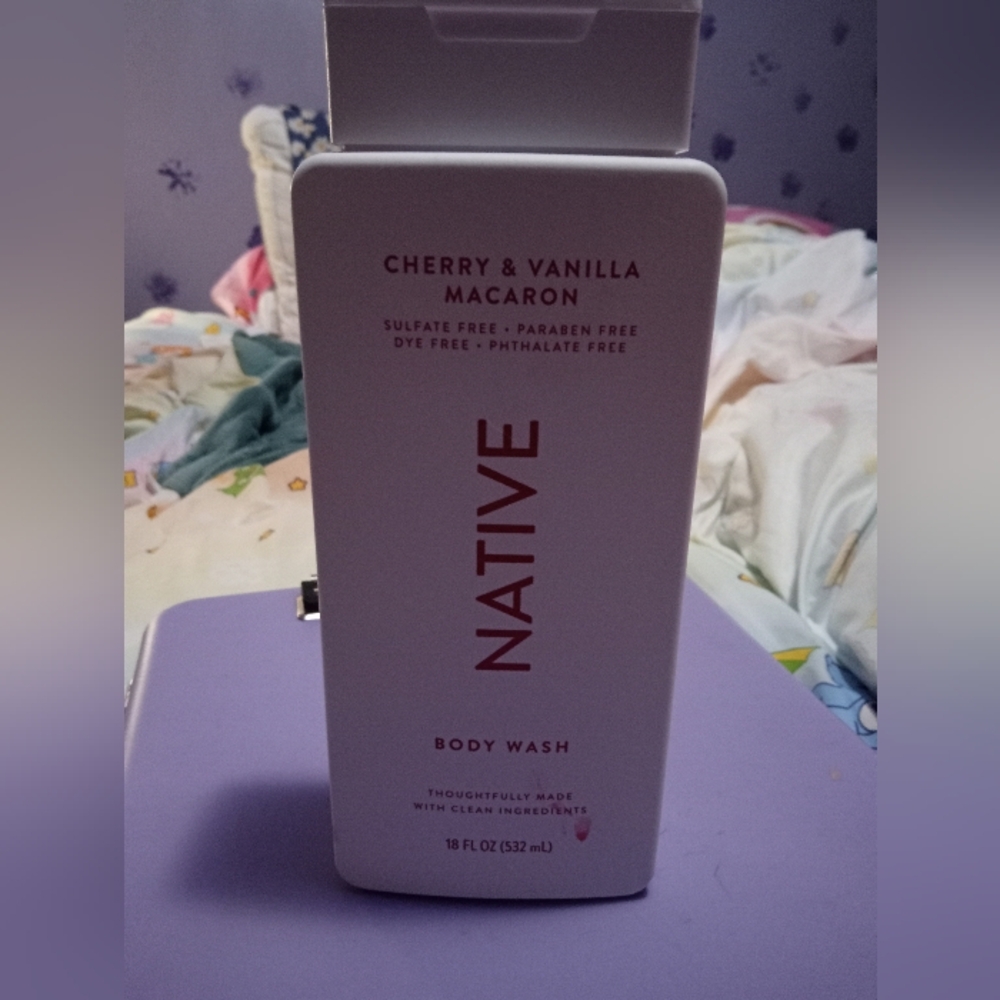 CHERRY & VANILLA
MACARON
SULFATE FREE • PARABEN FREE
DYE FREE • PHTHALATE FREE
NATIVE
BODY WASH
THOUGHTFULLY MADE
WITH CLEAN INGREDIENTS
18 FL OZ (532 mL)